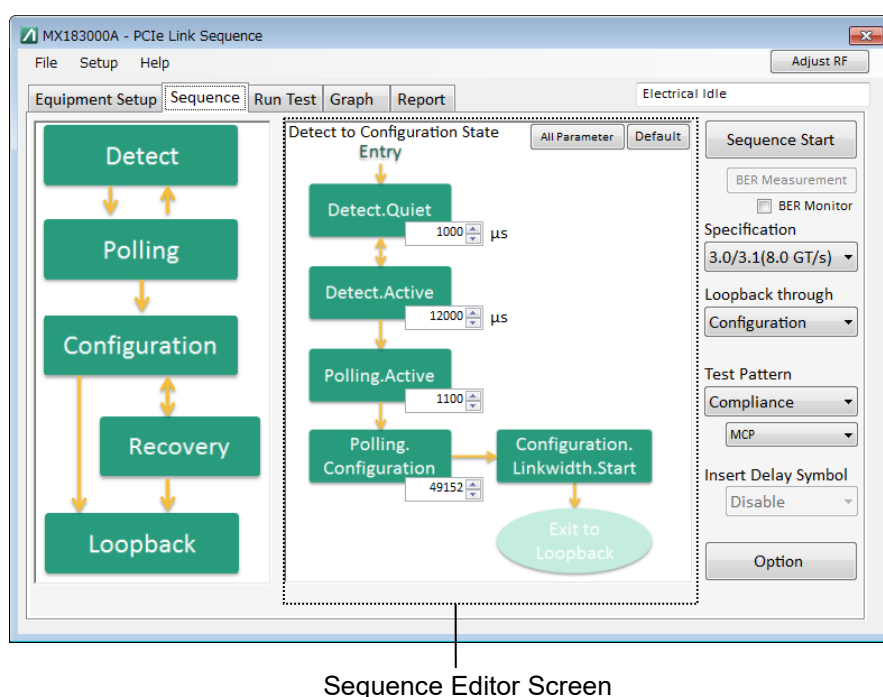 MX183000A - PCIe Link Sequence
File Setup Help
Adjust RF
Equipment Setup Sequence Run Test Graph Report
Electrical Idle
Detect
Polling
Configuration
Recovery
Loopback
Detect to Configuration State
All Parameter
Default
Entry
Detect.Quiet
1000 µs
Detect.Active
12000 µs
Polling.Active
1100
Polling.
Configuration
49152
Configuration.
Linkwidth.Start
Exit to
Loopback
Sequence Start
BER Measurement
BER Monitor
Specification
3.0/3.1(8.0 GT/s)
Loopback through
Configuration
Test Pattern
Compliance
MCP
Insert Delay Symbol
Disable
Option
Sequence Editor Screen